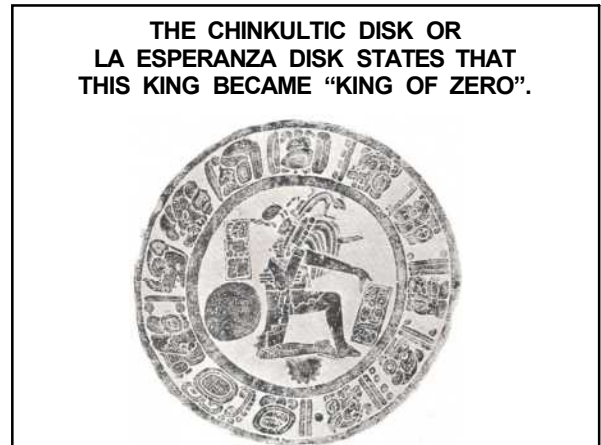 THE CHINKULTIC DISK OR
LA ESPERANZA DISK STATES THAT
THIS KING BECAME “KING OF ZERO”.